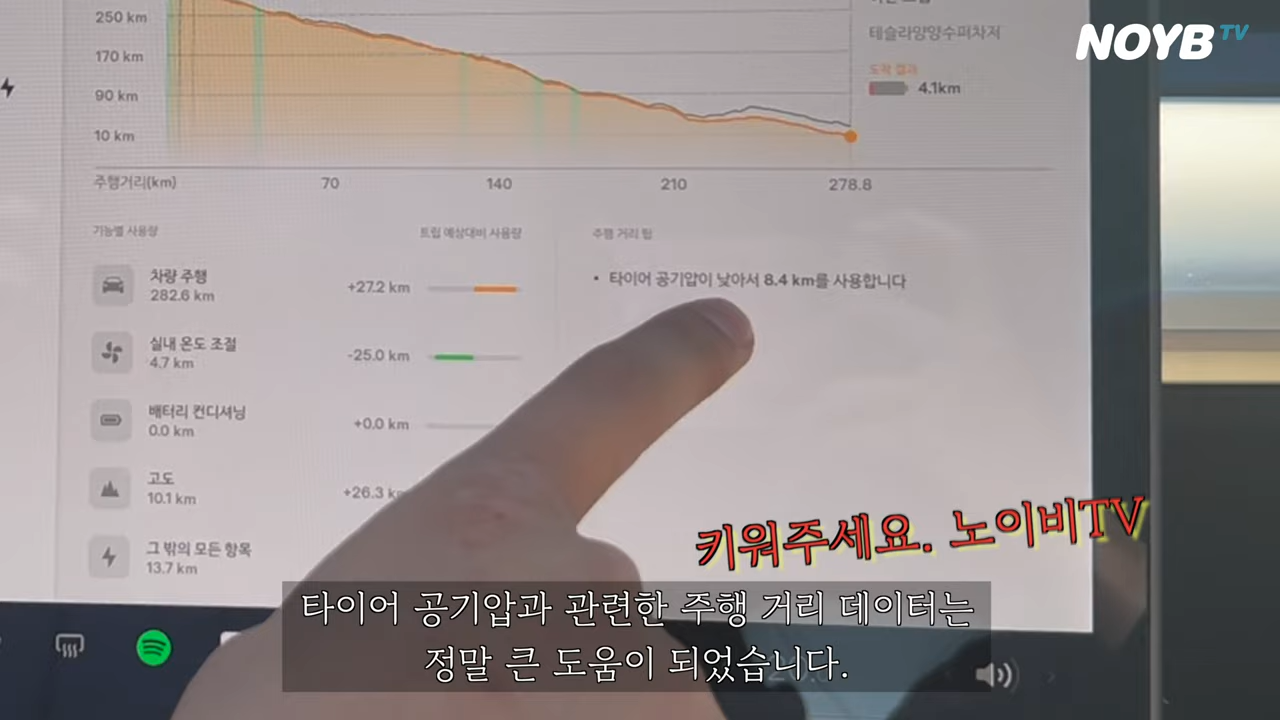 NOYB TV
250 km
170 km
90 km
10 km
테슬라양양수퍼차저
도착 결과
4.1km
주행거리(km) 70 140 210 278.8
기능별 사용량 트립 예상대비 사용량 주행 거리 팁
차량 주행
282.6 km
+27.2 km
• 타이어 공기압이 낮아서 8.4 km를 사용합니다
실내 온도 조절
4.7 km
-25.0 km
배터리 컨디셔닝
0.0 km
+0.0 km
고도
10.1 km
+26.3 km
그 밖의 모든 항목
13.7 km
키워주세요. 노이비TV
타이어 공기압과 관련한 주행 거리 데이터는
정말 큰 도움이 되었습니다.